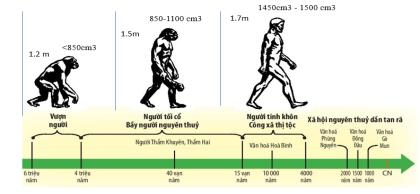 1450cm3 - 1500 cm3
850-1100 cm3
1.7m
<850cm3
1.5m
1.2 m
Vượn
người
Người tối cổ
Bầy người nguyên thuỷ
Người tinh khôn
Công xã thị tộc
Xã hội nguyên thuỷ dần tan rã
Văn hoá
Phùng
Nguyên
Văn hoá
Đồng
Đậu
Văn hoá
Gò
Mun
Người Thẩm Khuyên, Thẩm Hai
Văn hoá Hoà Bình
6 triệu
năm
4 triệu
năm
40 vạn
năm
15 vạn
năm
10 000
năm
4000
năm
2000
năm
1500
năm
1000
năm
CN